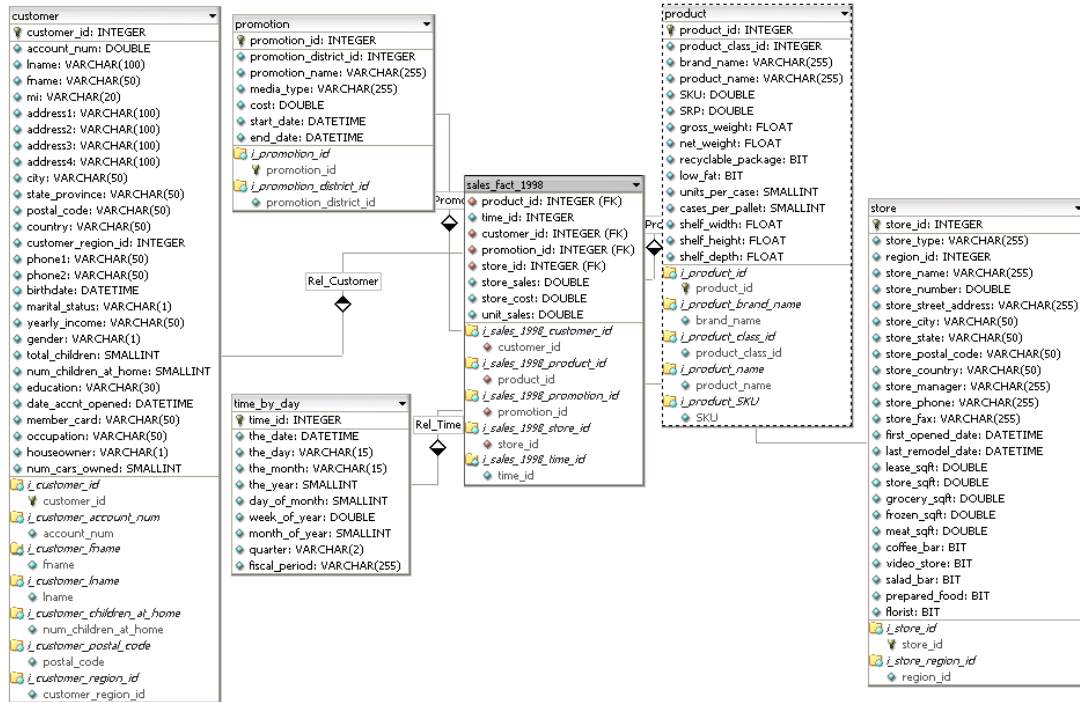 customer
customer_id: INTEGER
account_num: DOUBLE
lname: VARCHAR(100)
fname: VARCHAR(50)
mi: VARCHAR(20)
address1: VARCHAR(100)
address2: VARCHAR(100)
address3: VARCHAR(100)
address4: VARCHAR(100)
city: VARCHAR(50)
state_province: VARCHAR(50)
postal_code: VARCHAR(50)
country: VARCHAR(50)
customer_region_id: INTEGER
phone1: VARCHAR(50)
phone2: VARCHAR(50)
birthdate: DATETIME
marital_status: VARCHAR(1)
yearly_income: VARCHAR(50)
gender: VARCHAR(1)
total_children: SMALLINT
num_children_at_home: SMALLINT
education: VARCHAR(30)
date_accnt_opened: DATETIME
member_card: VARCHAR(50)
occupation: VARCHAR(50)
houseowner: VARCHAR(1)
num_cars_owned: SMALLINT
i_customer_id
customer_id
i_customer_account_num
account_num
i_customer_fname
fname
i_customer_lname
lname
i_customer_children_at_home
num_children_at_home
i_customer_postal_code
postal_code
i_customer_region_id
customer_region_id
promotion
promotion_id: INTEGER
promotion_district_id: INTEGER
promotion_name: VARCHAR(255)
media_type: VARCHAR(255)
cost: DOUBLE
start_date: DATETIME
end_date: DATETIME
i_promotion_id
promotion_id
i_promotion_district_id
promotion_district_id
Rel_Customer
time_by_day
time_id: INTEGER
the_date: DATETIME
the_day: VARCHAR(15)
the_month: VARCHAR(15)
the_year: SMALLINT
day_of_month: SMALLINT
week_of_year: DOUBLE
month_of_year: SMALLINT
quarter: VARCHAR(2)
fiscal_period: VARCHAR(255)
Rel_Time
Promo
sales_fact_1998
product_id: INTEGER (FK)
time_id: INTEGER
customer_id: INTEGER (FK)
promotion_id: INTEGER (FK)
store_id: INTEGER (FK)
store_sales: DOUBLE
store_cost: DOUBLE
unit_sales: DOUBLE
i_sales_1998_customer_id
customer_id
i_sales_1998_product_id
product_id
i_sales_1998_promotion_id
promotion_id
i_sales_1998_store_id
store_id
i_sales_1998_time_id
time_id
product
product_id: INTEGER
product_class_id: INTEGER
brand_name: VARCHAR(255)
product_name: VARCHAR(255)
SKU: DOUBLE
SRP: DOUBLE
gross_weight: FLOAT
net_weight: FLOAT
recyclable_package: BIT
low_fat: BIT
units_per_case: SMALLINT
cases_per_pallet: SMALLINT
shelf_width: FLOAT
shelf_height: FLOAT
shelf_depth: FLOAT
i_product_id
product_id
i_product_brand_name
brand_name
i_product_class_id
product_class_id
i_product_name
product_name
i_product_SKU
SKU
store
store_id: INTEGER
store_type: VARCHAR(255)
region_id: INTEGER
store_name: VARCHAR(255)
store_number: DOUBLE
store_street_address: VARCHAR(255)
store_city: VARCHAR(50)
store_state: VARCHAR(50)
store_postal_code: VARCHAR(50)
store_country: VARCHAR(50)
store_manager: VARCHAR(255)
store_phone: VARCHAR(255)
store_fax: VARCHAR(255)
first_opened_date: DATETIME
last_remodel_date: DATETIME
lease_sqft: DOUBLE
store_sqft: DOUBLE
grocery_sqft: DOUBLE
frozen_sqft: DOUBLE
meat_sqft: DOUBLE
coffee_bar: BIT
video_store: BIT
salad_bar: BIT
prepared_food: BIT
florist: BIT
i_store_id
store_id
i_store_region_id
region_id